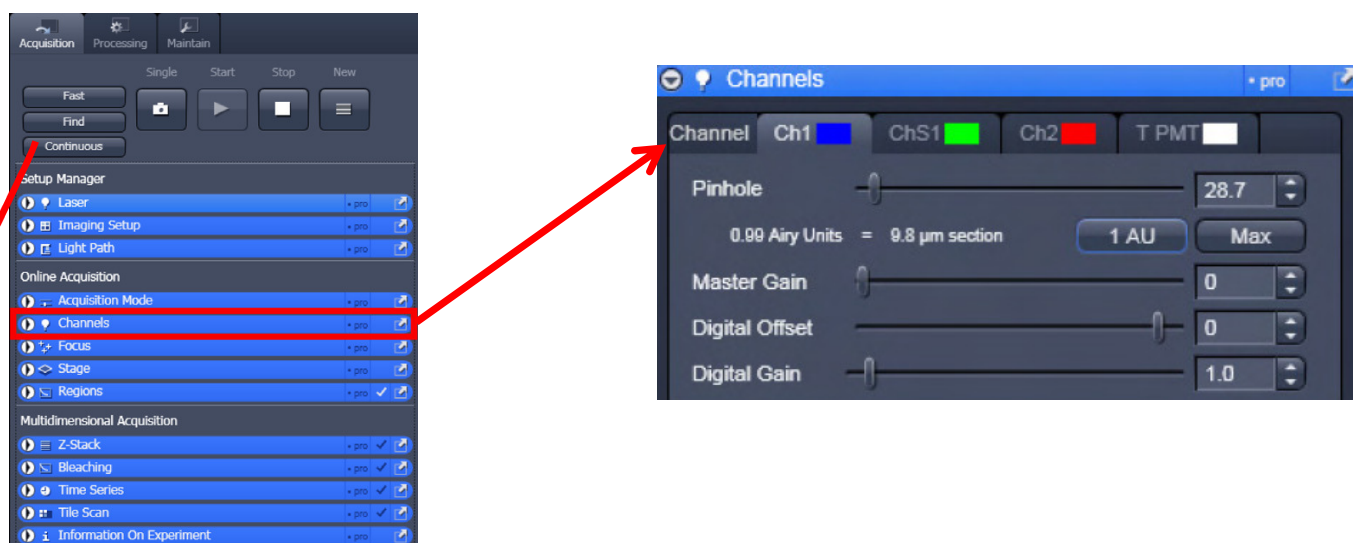 Acquisition Processing Maintain
Single Start Stop New
Fast
Find
Continuous
Setup Manager
Laser • pro
Imaging Setup • pro
Light Path • pro
Online Acquisition
Acquisition Mode • pro
Channels • pro
Focus • pro
Stage • pro
Regions • pro
Multidimensional Acquisition
Z-Stack • pro
Bleaching • pro
Time Series • pro
Tile Scan • pro
Information On Experiment • pro
Channels • pro
Channel Ch1 ChS1 Ch2 T PMT
Pinhole 28.7
0.99 Airy Units = 9.8 µm section 1 AU Max
Master Gain 0
Digital Offset 0
Digital Gain 1.0